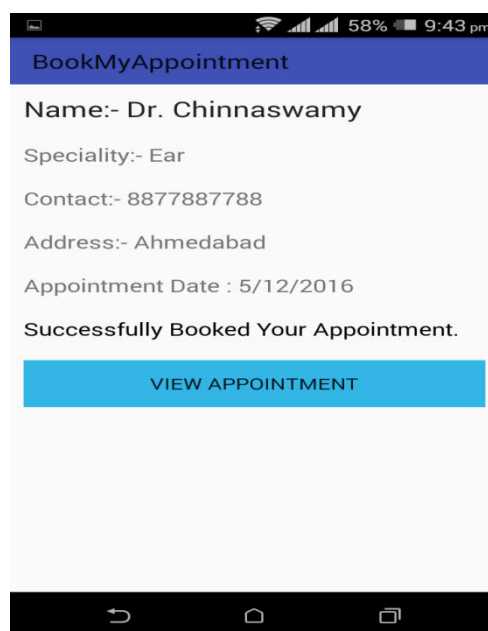 58% 9:43 pm
BookMyAppointment
Name:- Dr. Chinnaswamy
Speciality:- Ear
Contact:- 8877887788
Address:- Ahmedabad
Appointment Date : 5/12/2016
Successfully Booked Your Appointment.
VIEW APPOINTMENT